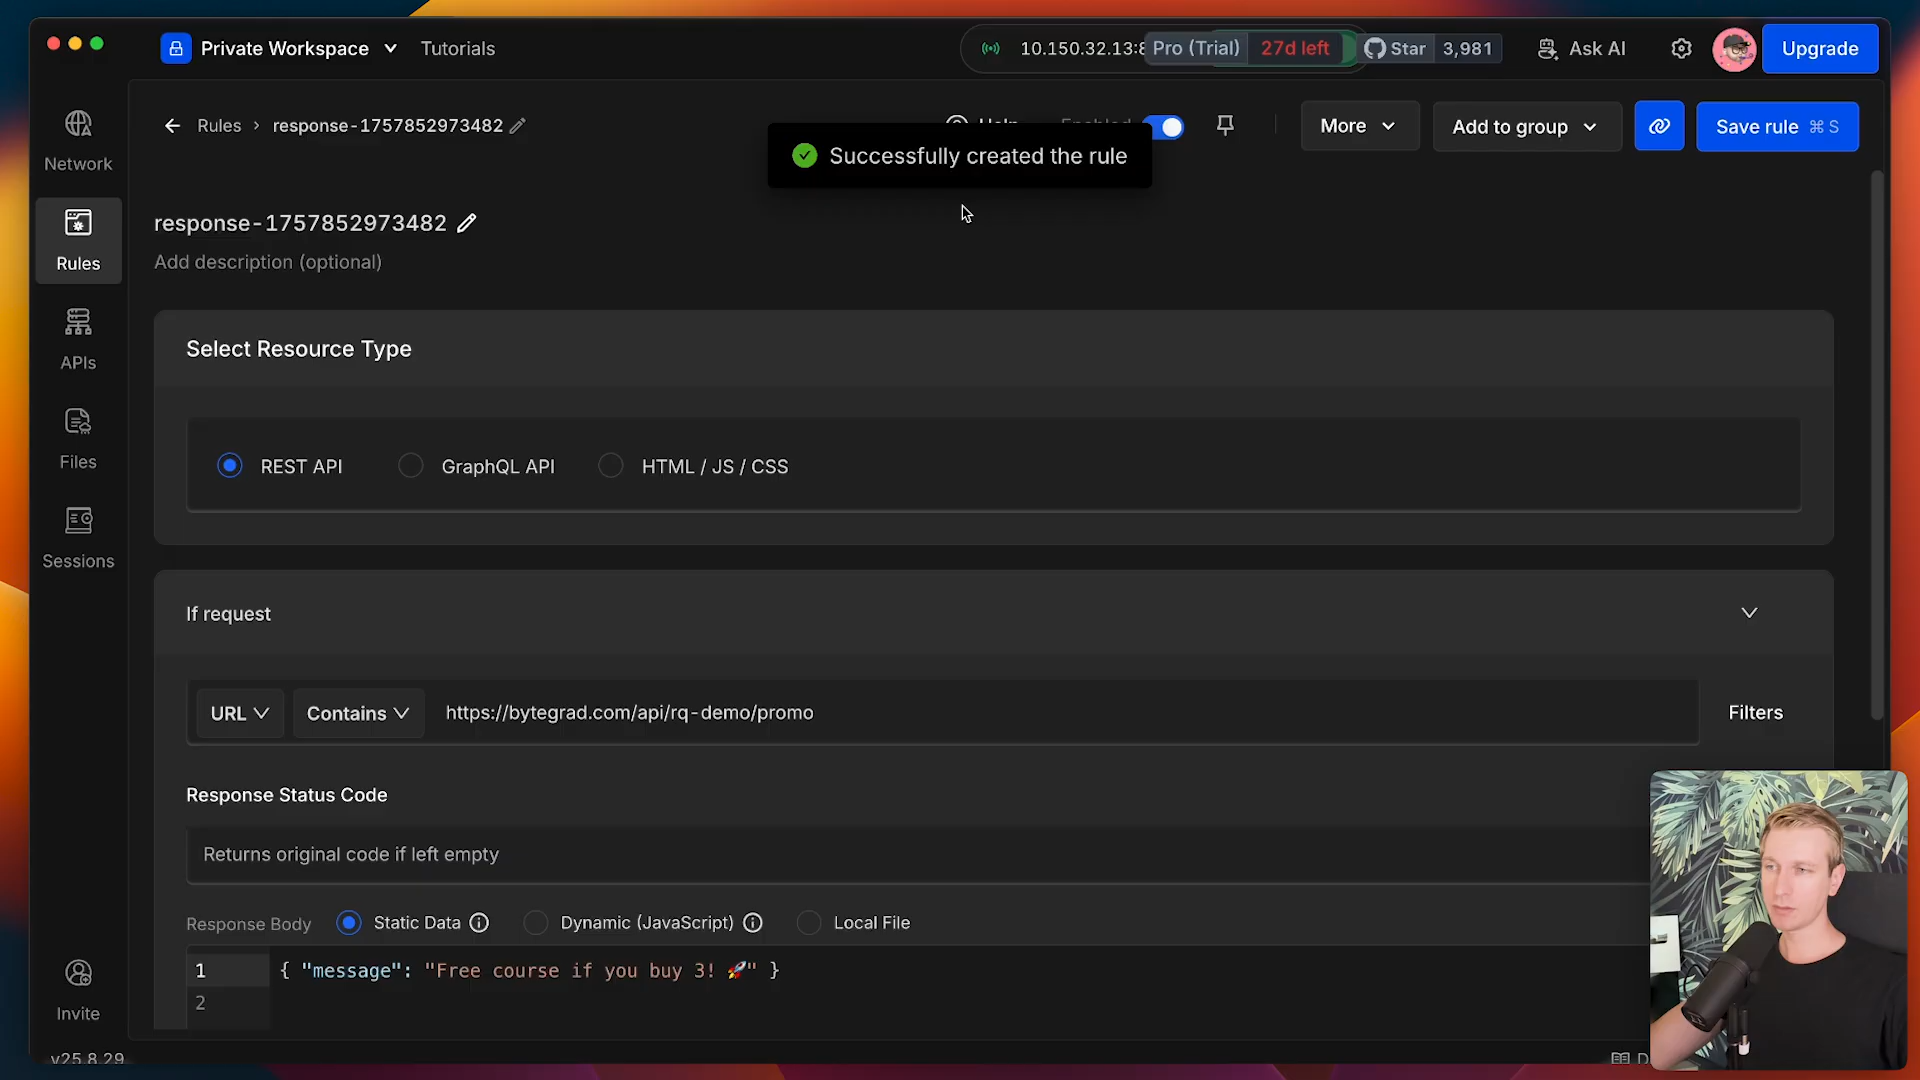 Private Workspace
Tutorials
10.150.32.13:8
Pro (Trial)
27d left
Star
3,981
Ask AI
Upgrade
Network
Rules
APIs
Files
Sessions
Invite
v25.8.29
Rules › response-1757852973482
Help
Enabled
More
Add to group
Save rule ⌘ S
Successfully created the rule
response-1757852973482
Add description (optional)
Select Resource Type
REST API
GraphQL API
HTML / JS / CSS
If request
URL
Contains
https://bytegrad.com/api/rq-demo/promo
Filters
Response Status Code
Returns original code if left empty
Response Body
Static Data
Dynamic (JavaScript)
Local File
1
{ "message": "Free course if you buy 3! 🚀" }
2